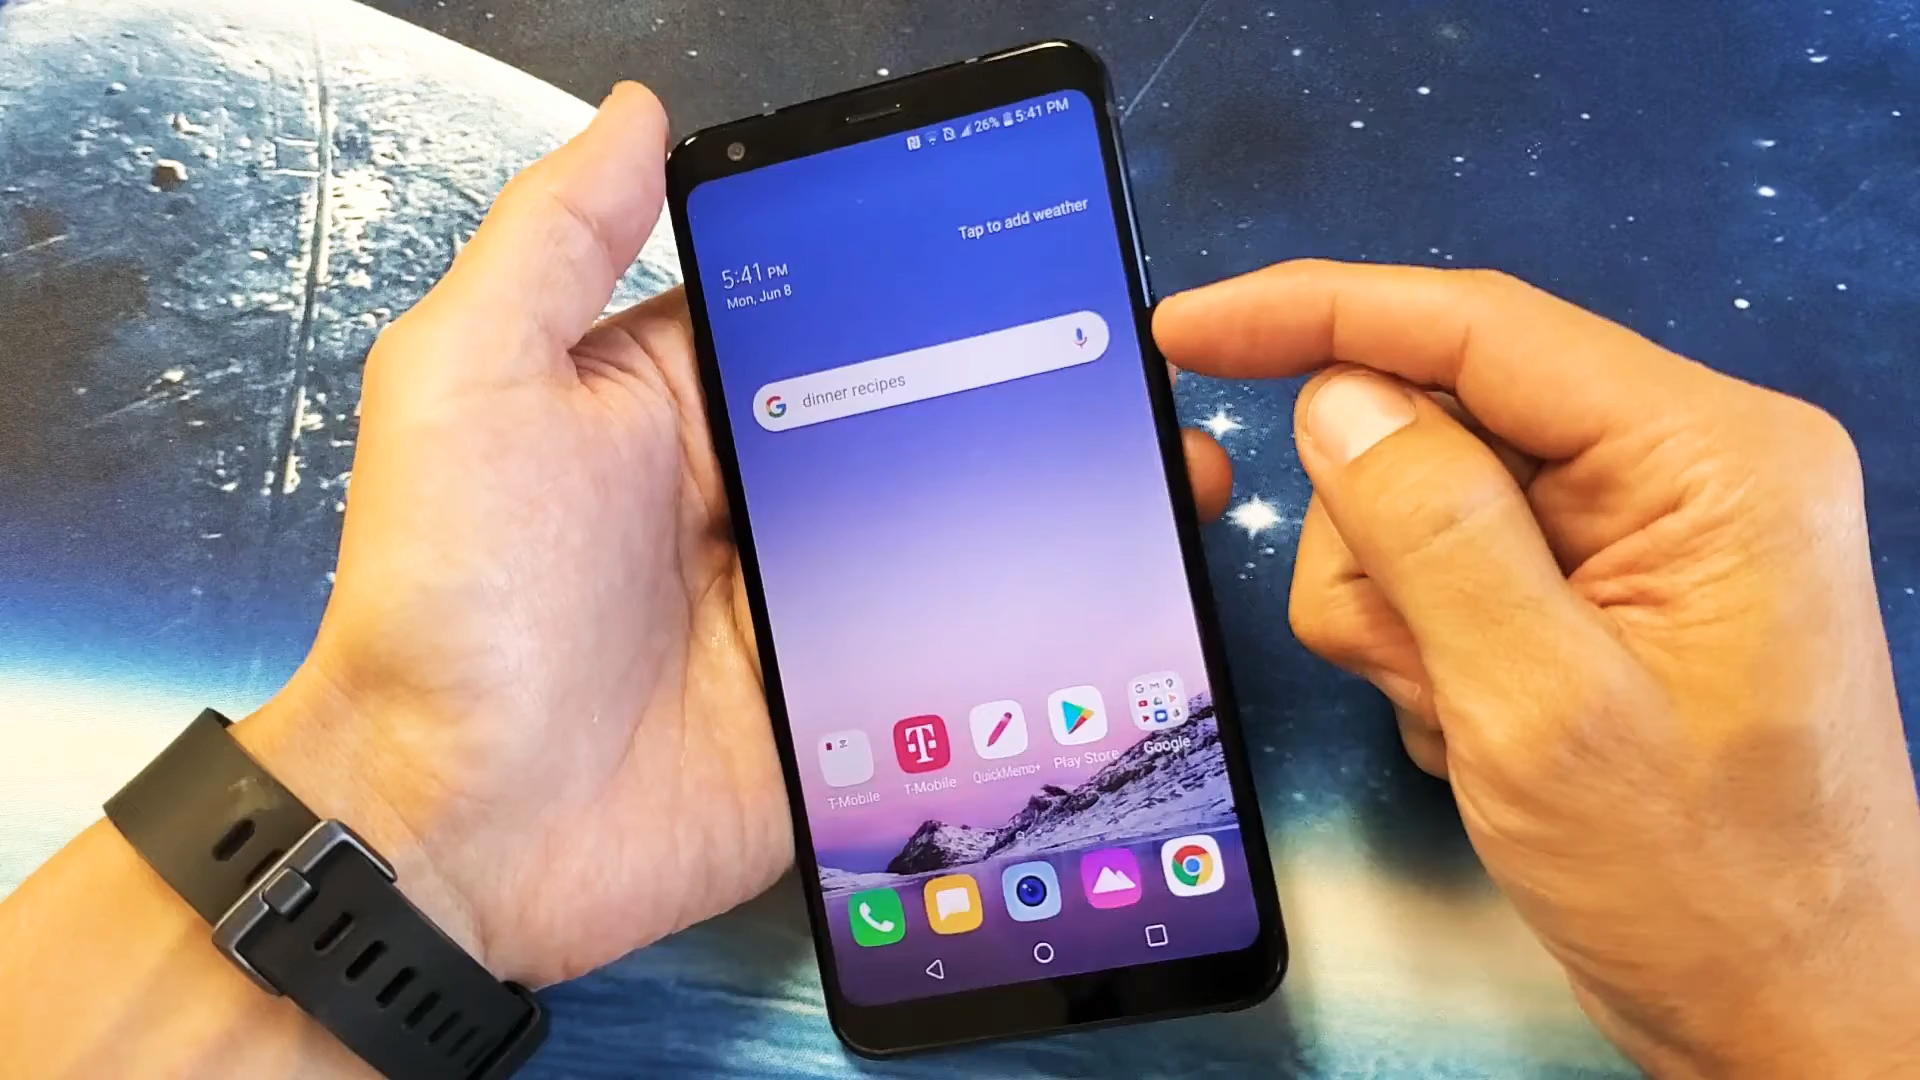 26% 5:41 PM
Tap to add weather
5:41 PM
Mon, Jun 8
dinner recipes
T-Mobile
T-Mobile
QuickMemo+
Play Store
Google